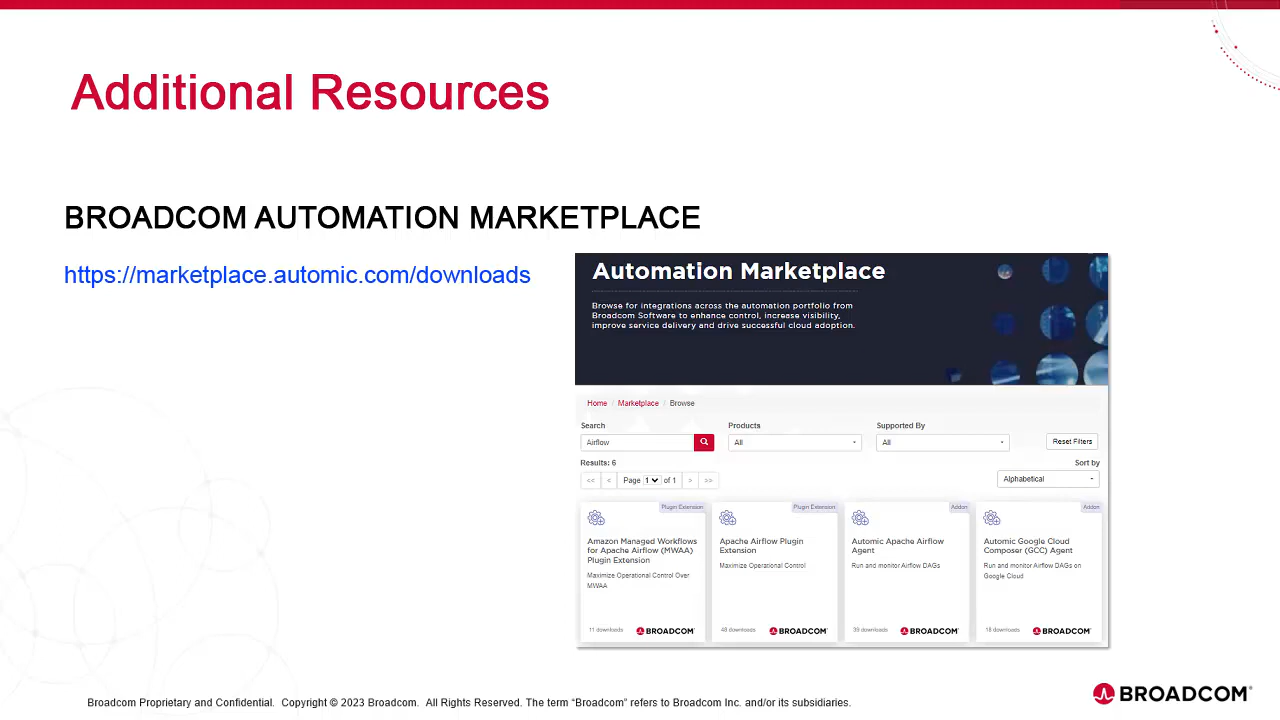 Additional Resources
BROADCOM AUTOMATION MARKETPLACE
https://marketplace.automic.com/downloads
Automation Marketplace
Browse for integrations across the automation portfolio from
Broadcom Software to enhance control, increase visibility,
improve service delivery and drive successful cloud adoption.
Home / Marketplace / Browse
Search
Products
Supported By
Airflow
All
All
Reset Filters
Results: 6
Sort by
<< < Page 1 of 1 > >>
Alphabetical
Plugin Extension
Amazon Managed Workflows
for Apache Airflow (MWAA)
Plugin Extension
Maximize Operational Control Over
MWAA
11 downloads
BROADCOM
Plugin Extension
Apache Airflow Plugin
Extension
Maximize Operational Control
48 downloads
BROADCOM
Addon
Automic Apache Airflow
Agent
Run and monitor Airflow DAGs
39 downloads
BROADCOM
Addon
Automic Google Cloud
Composer (GCC) Agent
Run and monitor Airflow DAGs on
Google Cloud
18 downloads
BROADCOM
Broadcom Proprietary and Confidential. Copyright © 2023 Broadcom. All Rights Reserved. The term “Broadcom” refers to Broadcom Inc. and/or its subsidiaries.
BROADCOM®